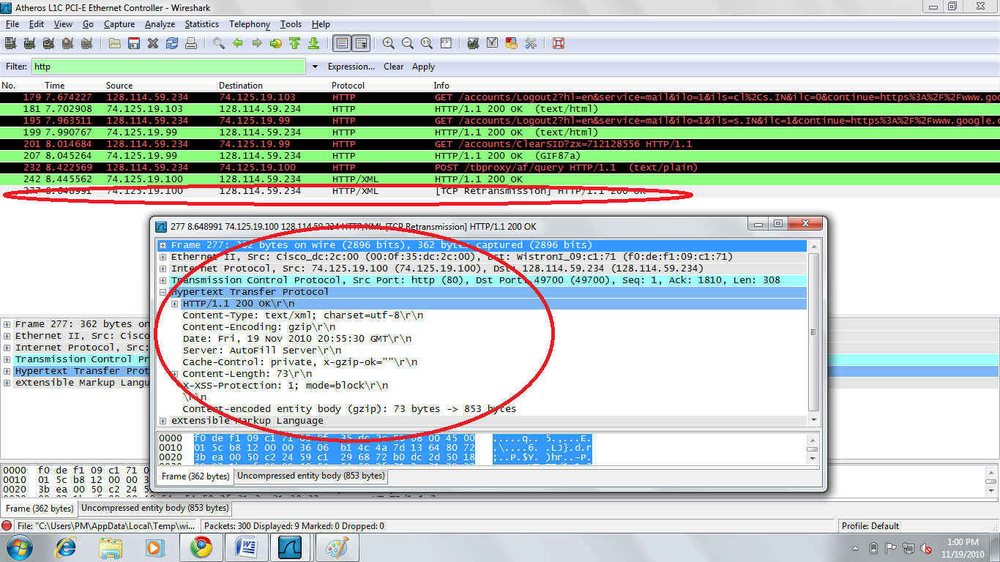 Atheros L1C PCI-E Ethernet Controller - Wireshark
File Edit View Go Capture Analyze Statistics Telephony Tools Help
Filter: http Expression... Clear Apply
No. Time Source Destination Protocol Info
179 7.674227 128.114.59.234 74.125.19.103 HTTP GET /accounts/Logout2?hl=en&service=mail&ilo=1&ils=cl%2Cs.IN&ilc=0&continue=https%3A%2F%2Fwww.goo
181 7.702908 74.125.19.103 128.114.59.234 HTTP HTTP/1.1 200 OK (text/html)
195 7.963511 128.114.59.234 74.125.19.99 HTTP GET /accounts/Logout2?hl=en&service=mail&ilo=1&ils=s.IN&ilc=1&continue=https%3A%2F%2Fwww.google.c
199 7.990767 74.125.19.99 128.114.59.234 HTTP HTTP/1.1 200 OK (text/html)
201 8.014684 128.114.59.234 74.125.19.99 HTTP GET /accounts/ClearSID?zx=712128556 HTTP/1.1
207 8.045264 74.125.19.99 128.114.59.234 HTTP HTTP/1.1 200 OK (GIF87a)
232 8.422569 128.114.59.234 74.125.19.100 HTTP POST /tbproxy/af/query HTTP/1.1 (text/plain)
242 8.445562 74.125.19.100 128.114.59.234 HTTP/XML HTTP/1.1 200 OK
277 8.648991 74.125.19.100 128.114.59.234 HTTP/XML [TCP Retransmission] HTTP/1.1 200 OK
277 8.648991 74.125.19.100 128.114.59.234 HTTP/XML [TCP Retransmission] HTTP/1.1 200 OK
Frame 277: 362 bytes on wire (2896 bits), 362 bytes captured (2896 bits)
Ethernet II, Src: Cisco_dc:2c:00 (00:0f:35:dc:2c:00), Dst: WistronI_09:c1:71 (f0:de:f1:09:c1:71)
Internet Protocol, Src: 74.125.19.100 (74.125.19.100), Dst: 128.114.59.234 (128.114.59.234)
Transmission Control Protocol, Src Port: http (80), Dst Port: 49700 (49700), Seq: 1, Ack: 1810, Len: 308
Hypertext Transfer Protocol
HTTP/1.1 200 OK\r\n
Content-Type: text/xml; charset=utf-8\r\n
Content-Encoding: gzip\r\n
Date: Fri, 19 Nov 2010 20:55:30 GMT\r\n
Server: AutoFill Server\r\n
Cache-Control: private, x-gzip-ok=""\r\n
Content-Length: 73\r\n
X-XSS-Protection: 1; mode=block\r\n
\r\n
Content-encoded entity body (gzip): 73 bytes -> 853 bytes
eXtensible Markup Language
0000 f0 de f1 09 c1 71 00 0f 35 dc 2c 00 08 00 45 00 .....q.. 5.,...E.
0010 01 5c b8 12 00 00 36 06 b1 4c 4a 7d 13 64 80 72 .\....6. .LJ}.d.r
0020 3b ea 00 50 c2 24 59 c1 29 68 72 b0 dc 2d 50 18 ;..P.$Y. )hr..-P.
Frame (362 bytes) Uncompressed entity body (853 bytes)
Frame 277: 362 bytes on
Ethernet II, Src: Cisco
Internet Protocol, Src:
Transmission Control Pr
Hypertext Transfer Prot
eXtensible Markup Langu
0000 f0 de f1 09 c1 71 0
0010 01 5c b8 12 00 00 3
0020 3b ea 00 50 c2 24 5
Frame (362 bytes) Uncompressed entity body (853 bytes)
File: "C:\Users\PM\AppData\Local\Temp\wi... Packets: 300 Displayed: 9 Marked: 0 Dropped: 0 Profile: Default
1:00 PM
11/19/2010